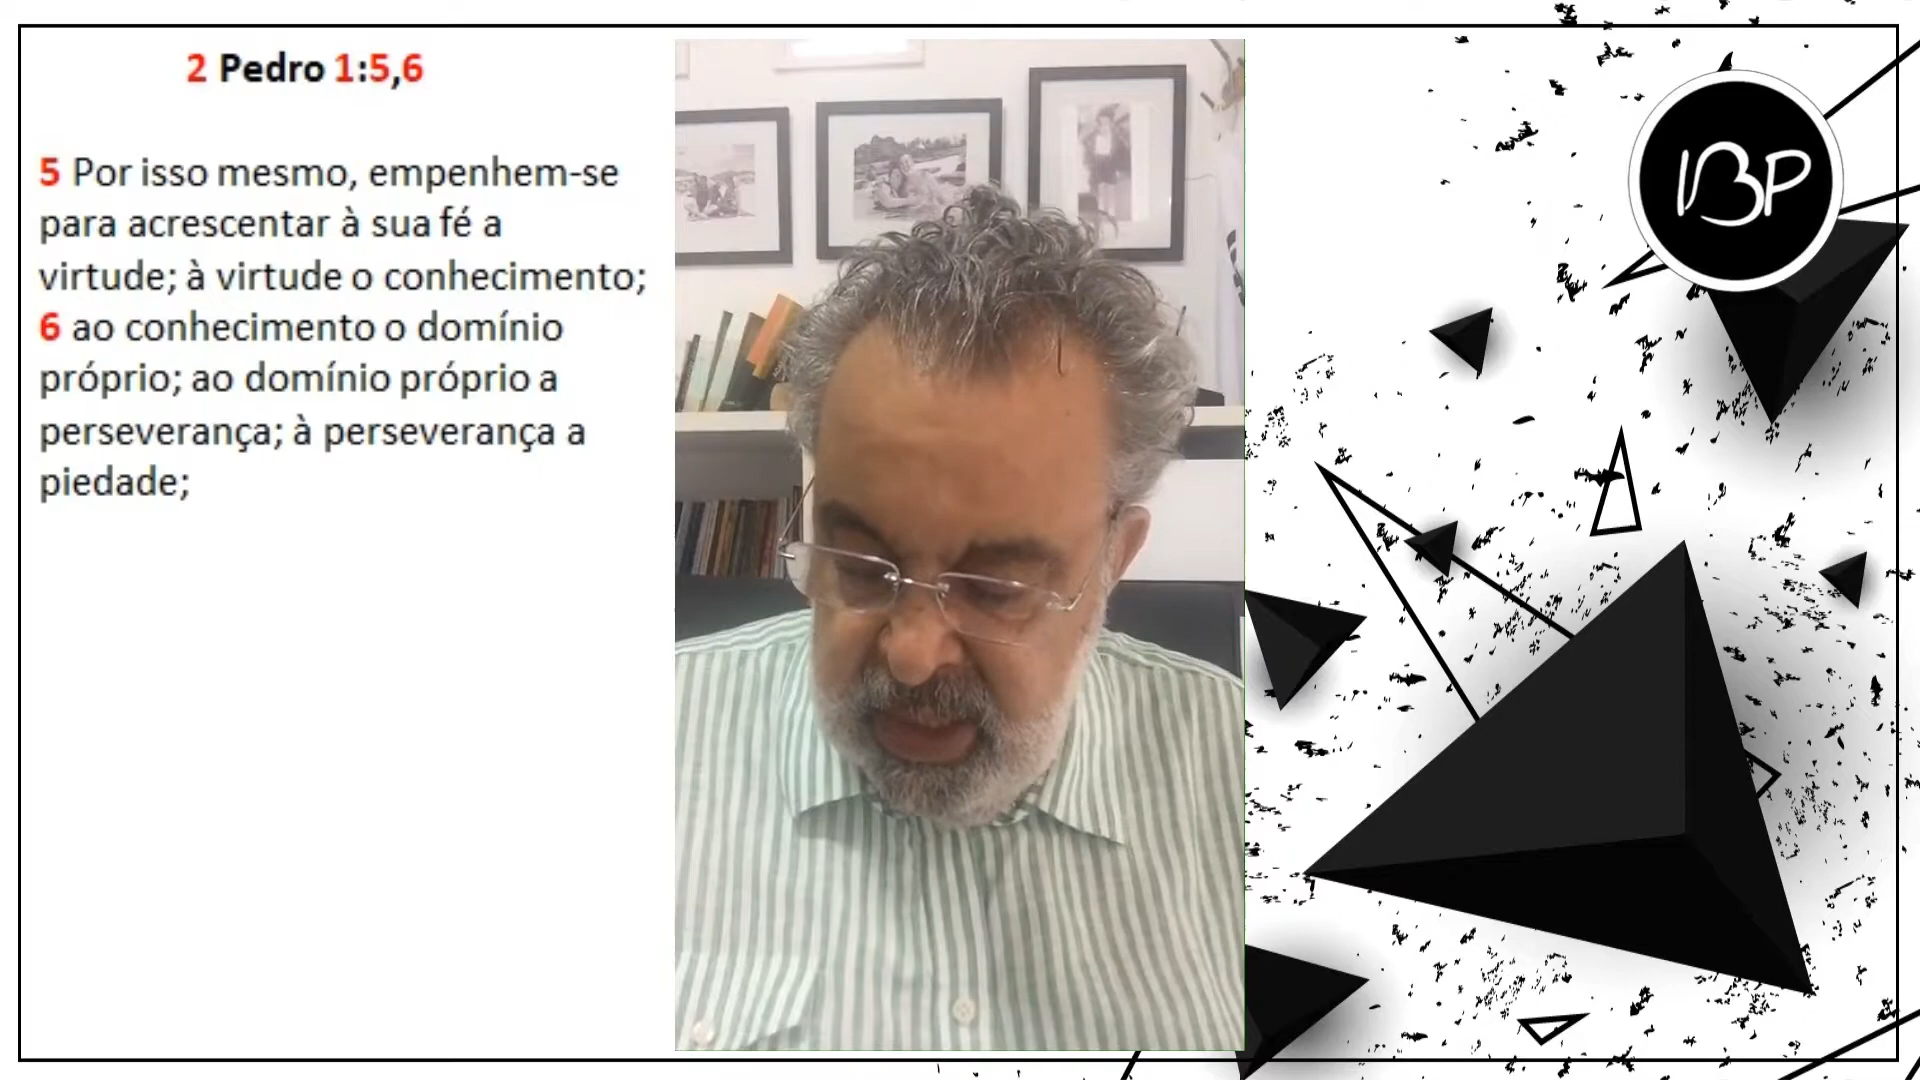 2 Pedro 1:5,6
5 Por isso mesmo, empenhem-se
para acrescentar à sua fé a
virtude; à virtude o conhecimento;
6 ao conhecimento o domínio
próprio; ao domínio próprio a
perseverança; à perseverança a
piedade;
IBP